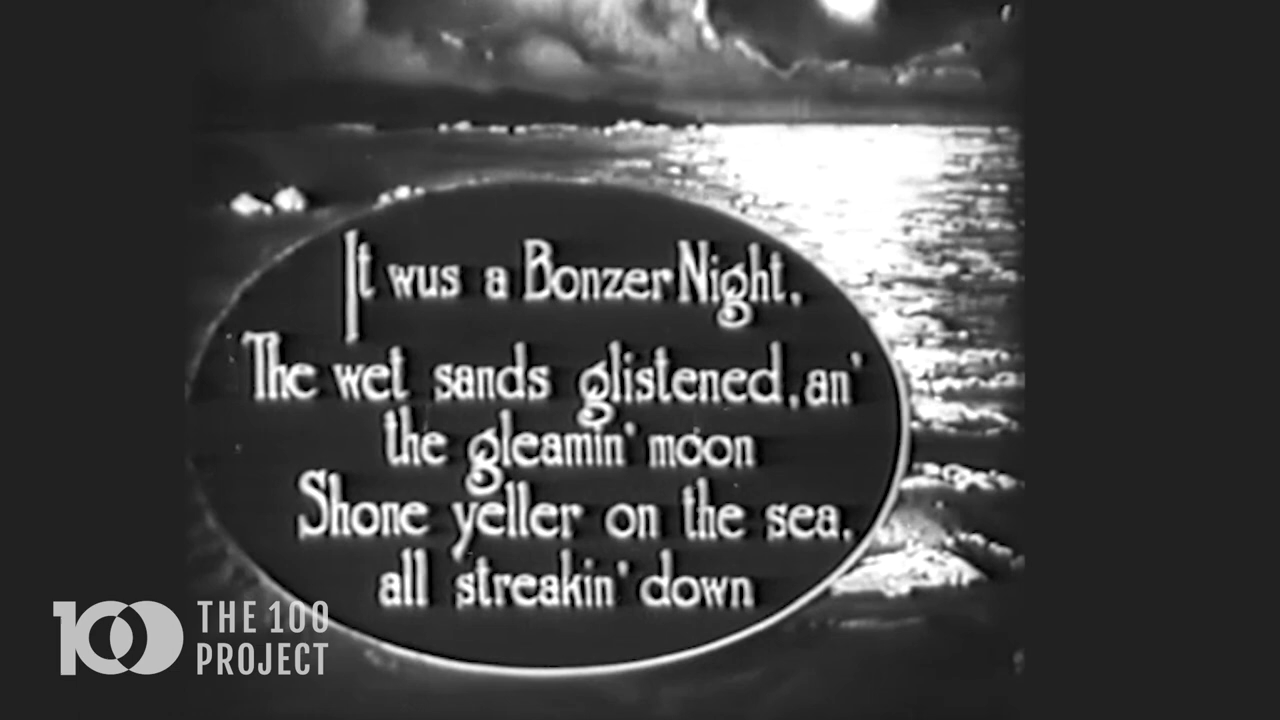 It wus a Bonzer Night.
The wet sands glistened, an'
the gleamin' moon
Shone yeller on the sea.
all streakin' down
100 THE 100
PROJECT